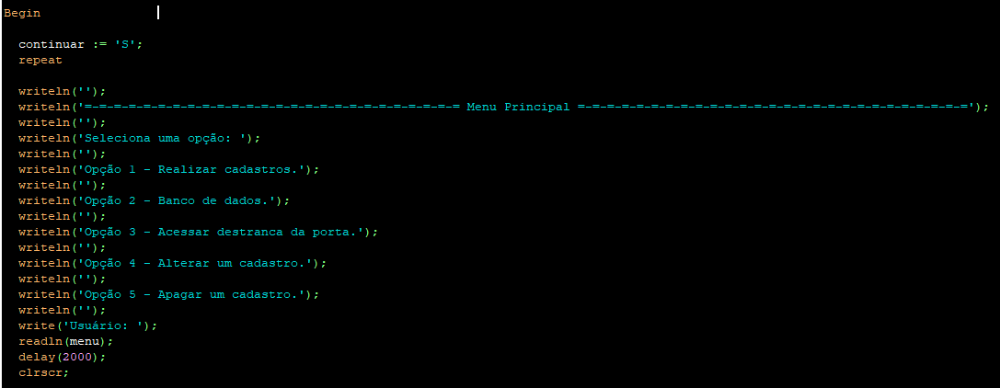 Begin
continuar := 'S';
repeat
writeln('');
writeln('=-=-=-=-=-=-=-=-=-=-=-=-=-=-=-=-=-=-=-=-=-=-=-=-=-= Menu Principal =-=-=-=-=-=-=-=-=-=-=-=-=-=-=-=-=-=-=-=-=-=-=-=-=-=-=');
writeln('');
writeln('Seleciona uma opção: ');
writeln('');
writeln('Opção 1 - Realizar cadastros.');
writeln('');
writeln('Opção 2 - Banco de dados.');
writeln('');
writeln('Opção 3 - Acessar destranca da porta.');
writeln('');
writeln('Opção 4 - Alterar um cadastro.');
writeln('');
writeln('Opção 5 - Apagar um cadastro.');
writeln('');
write('Usuário: ');
readln(menu);
delay(2000);
clrscr;